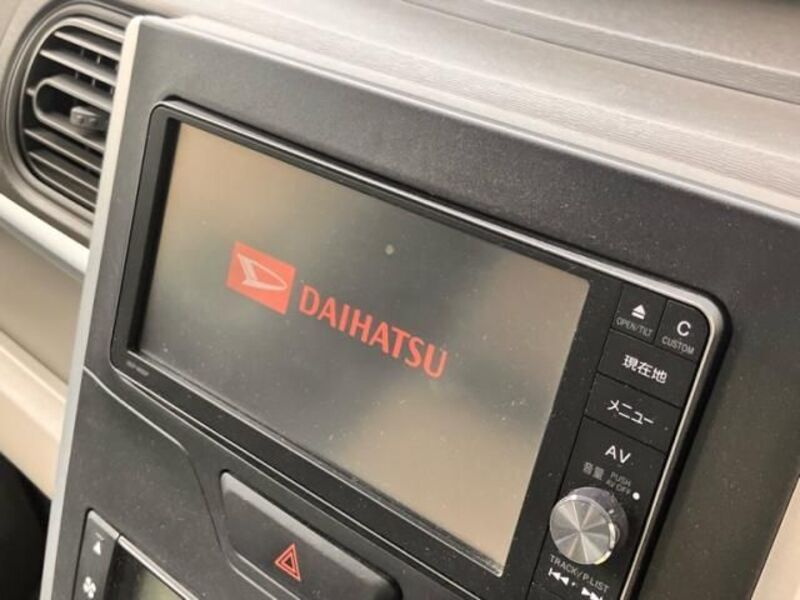 DAIHATSU
OPEN/TILT
C
CUSTOM
現在地
メニュー
AV
音量
PUSH
AV OFF
TRACK/P.LIST